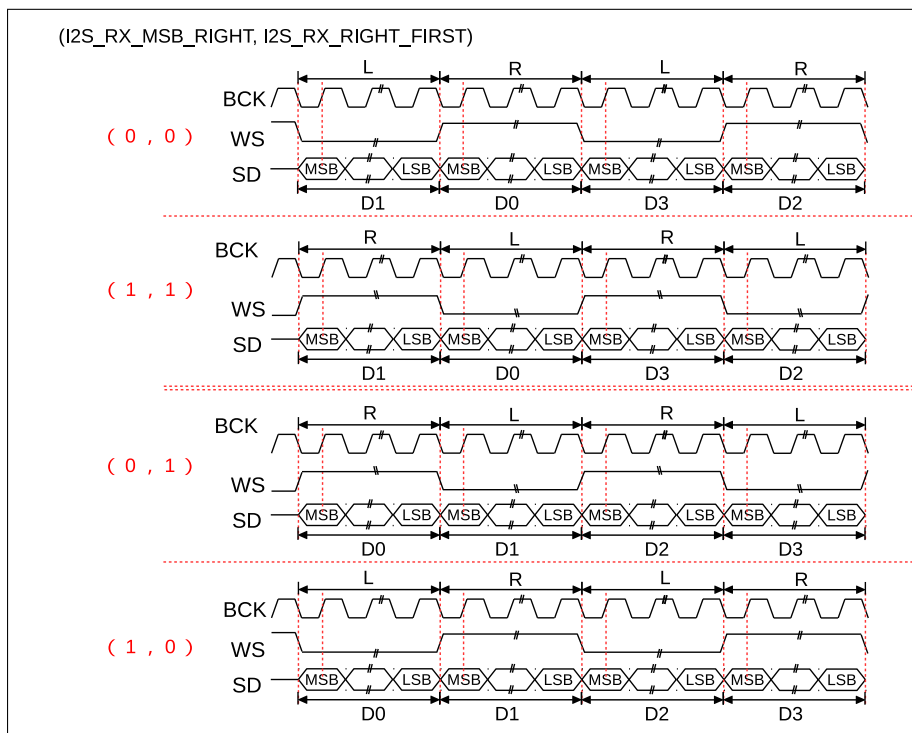 (I2S_RX_MSB_RIGHT, I2S_RX_RIGHT_FIRST)
L R L R
BCK
( 0 , 0 )
WS
SD MSB LSB MSB LSB MSB LSB MSB LSB
D1 D0 D3 D2
R L R L
BCK
( 1 , 1 )
WS
SD MSB LSB MSB LSB MSB LSB MSB LSB
D1 D0 D3 D2
R L R L
BCK
( 0 , 1 )
WS
SD MSB LSB MSB LSB MSB LSB MSB LSB
D0 D1 D2 D3
L R L R
BCK
( 1 , 0 )
WS
SD MSB LSB MSB LSB MSB LSB MSB LSB
D0 D1 D2 D3